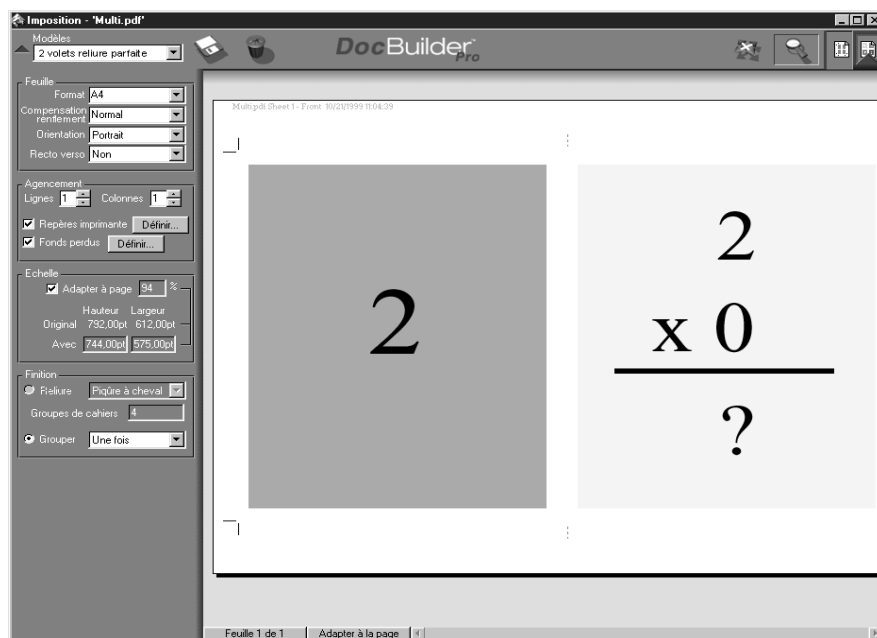 Imposition - 'Multi.pdf'
Modèles
2 volets reliure parfaite
DocBuilder™
Pro
Feuille
Format A4
Compensation renflement Normal
Orientation Portrait
Recto verso Non
Agencement
Lignes 1 Colonnes 1
Repères imprimante Définir...
Fonds perdus Définir...
Echelle
Adapter à page 94 %
Hauteur Largeur
Original 792,00pt 612,00pt
Avec 744,00pt 575,00pt
Finition
Reliure Piqûre à cheval
Groupes de cahiers 4
Grouper Une fois
Multi.pdf Sheet 1 - Front 10/21/1999 11:04:39
2
2
x 0
?
Feuille 1 de 1 Adapter à la page